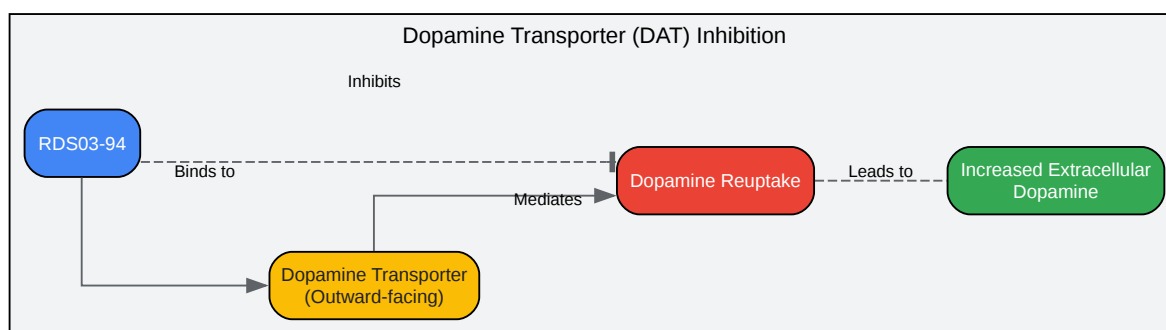 Dopamine Transporter (DAT) Inhibition
Inhibits
RDS03-94
Binds to
Dopamine Reuptake
Leads to
Increased Extracellular
Dopamine
Mediates
Dopamine Transporter
(Outward-facing)